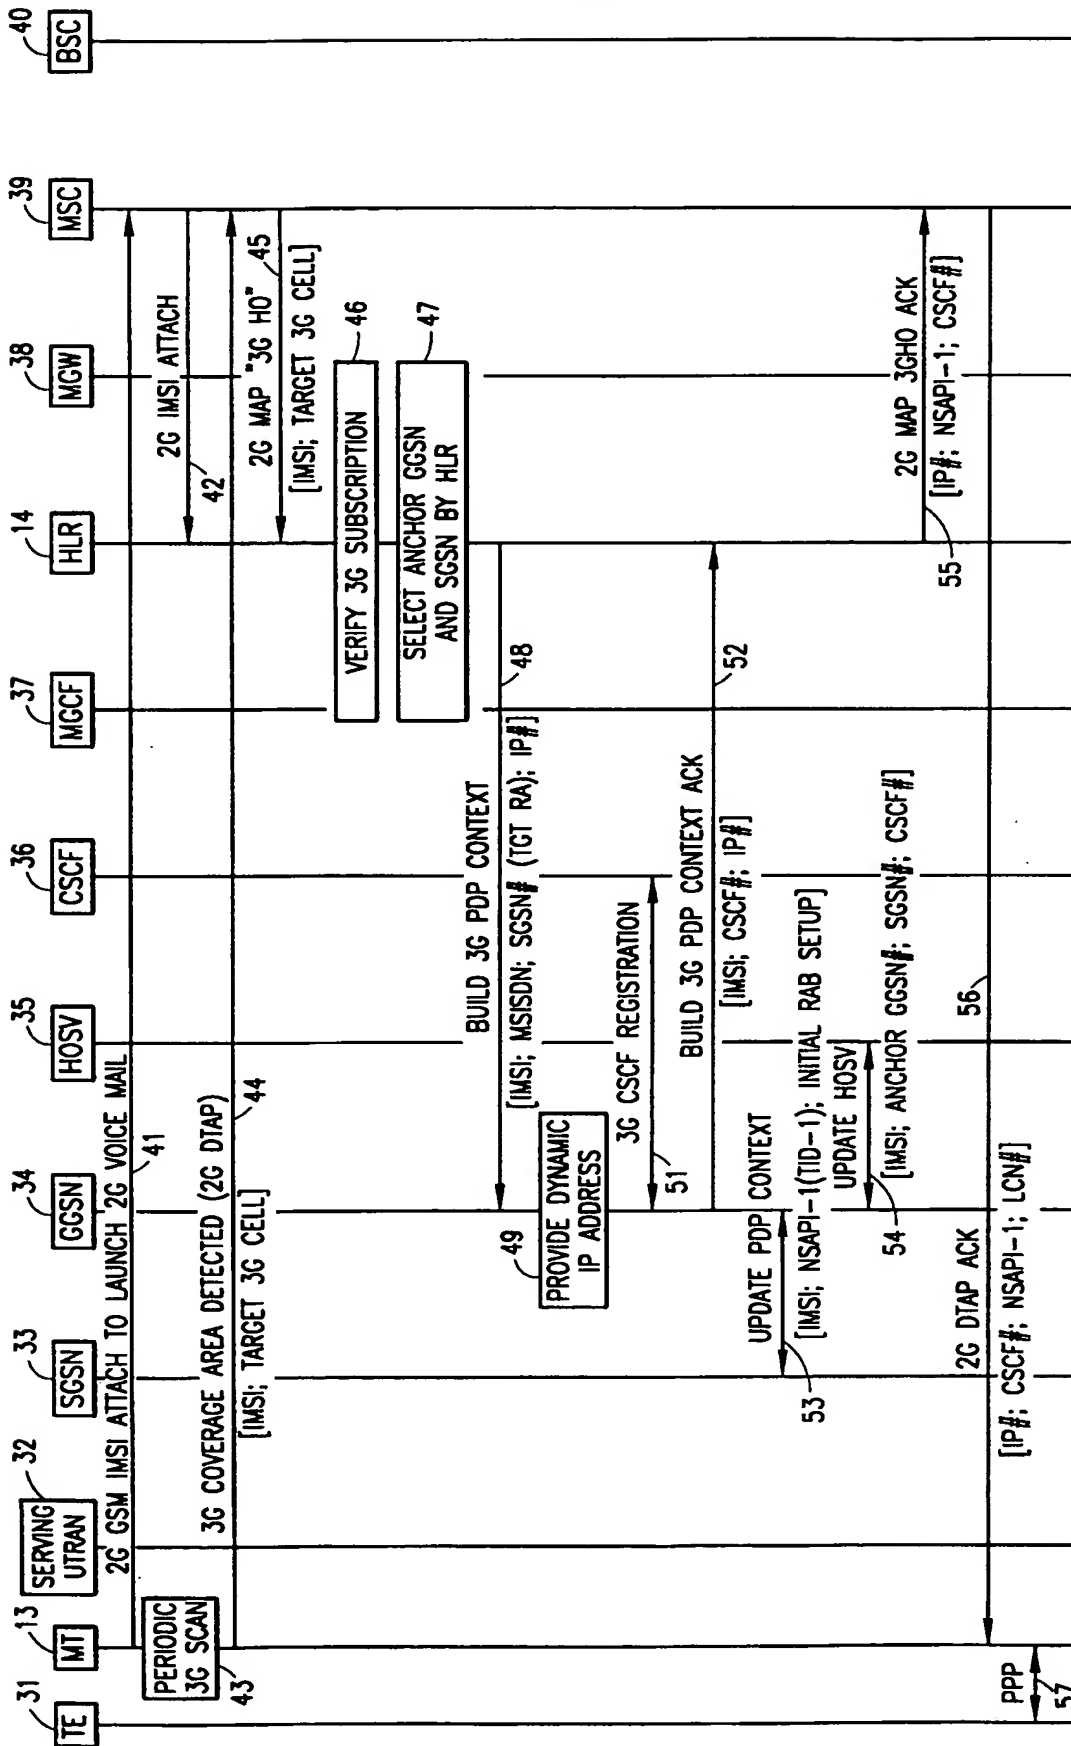 31
TE
13
MT
32
SERVING
UTRAN
33
SGSN
34
GGSN
35
HOSV
36
CSCF
37
MGCF
14
HLR
38
MGW
39
MSC
40
BSC
2G GSM IMSI ATTACH TO LAUNCH 2G VOICE MAIL
41
2G IMSI ATTACH
42
PERIODIC
3G SCAN
43
3G COVERAGE AREA DETECTED (2G DTAP)
44
[IMSI; TARGET 3G CELL]
2G MAP "3G HO"
45
[IMSI; TARGET 3G CELL]
VERIFY 3G SUBSCRIPTION
46
SELECT ANCHOR GGSN
AND SGSN BY HLR
47
BUILD 3G PDP CONTEXT
48
[IMSI; MSISDN; SGSN# (TGT RA); IP#]
49
PROVIDE DYNAMIC
IP ADDRESS
3G CSCF REGISTRATION
51
BUILD 3G PDP CONTEXT ACK
52
[IMSI; CSCF#; IP#]
UPDATE PDP CONTEXT
53
[IMSI; NSAPI-1(TID-1); INITIAL RAB SETUP]
UPDATE HOSV
54
[IMSI; ANCHOR GGSN#; SGSN#; CSCF#]
2G MAP 3GHO ACK
55
[IP#; NSAPI-1; CSCF#]
2G DTAP ACK
56
[IP#; CSCF#; NSAPI-1; LCN#]
PPP
57